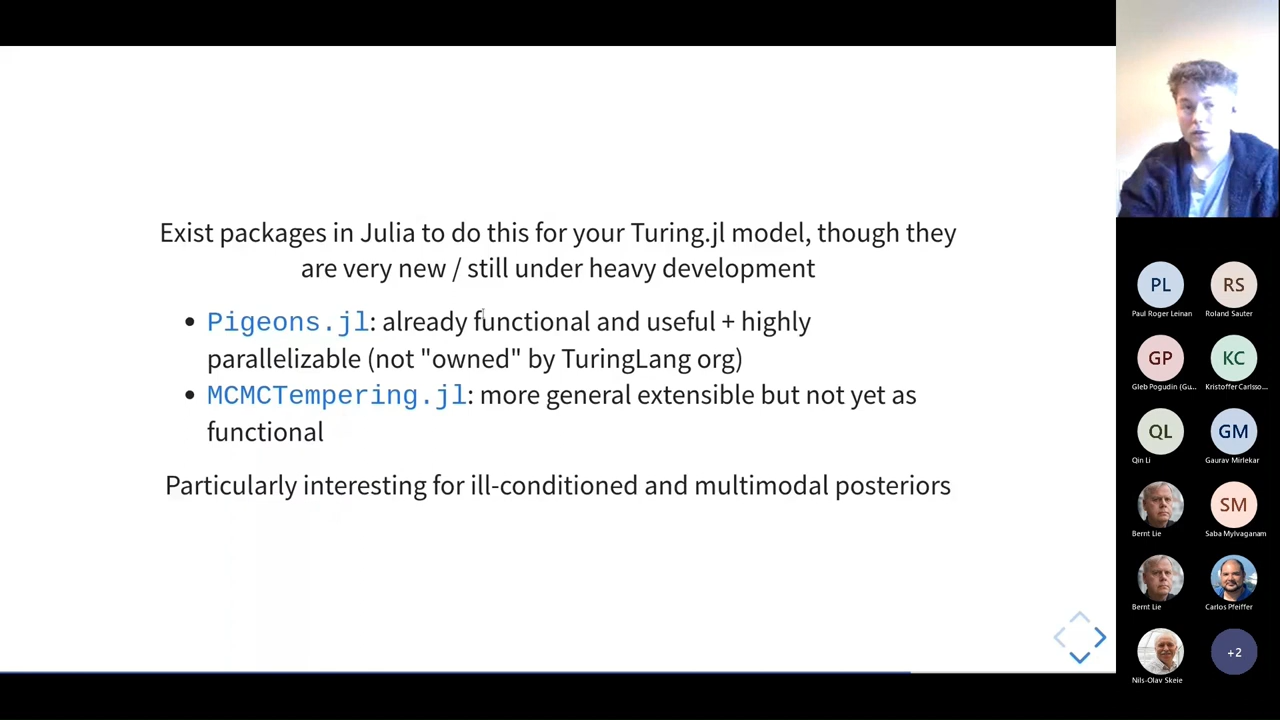 Exist packages in Julia to do this for your Turing.jl model, though they
are very new / still under heavy development
• Pigeons.jl: already functional and useful + highly
parallelizable (not "owned" by TuringLang org)
• MCMCTempering.jl: more general extensible but not yet as
functional
Particularly interesting for ill-conditioned and multimodal posteriors
PL
Paul Roger Leinan
RS
Roland Sauter
GP
Gleb Pogudin (Gu...
KC
Kristoffer Carlsso...
QL
Qin Li
GM
Gaurav Mirlekar
Bernt Lie
SM
Saba Mylvaganam
Bernt Lie
Carlos Pfeiffer
Nils-Olav Skeie
+2